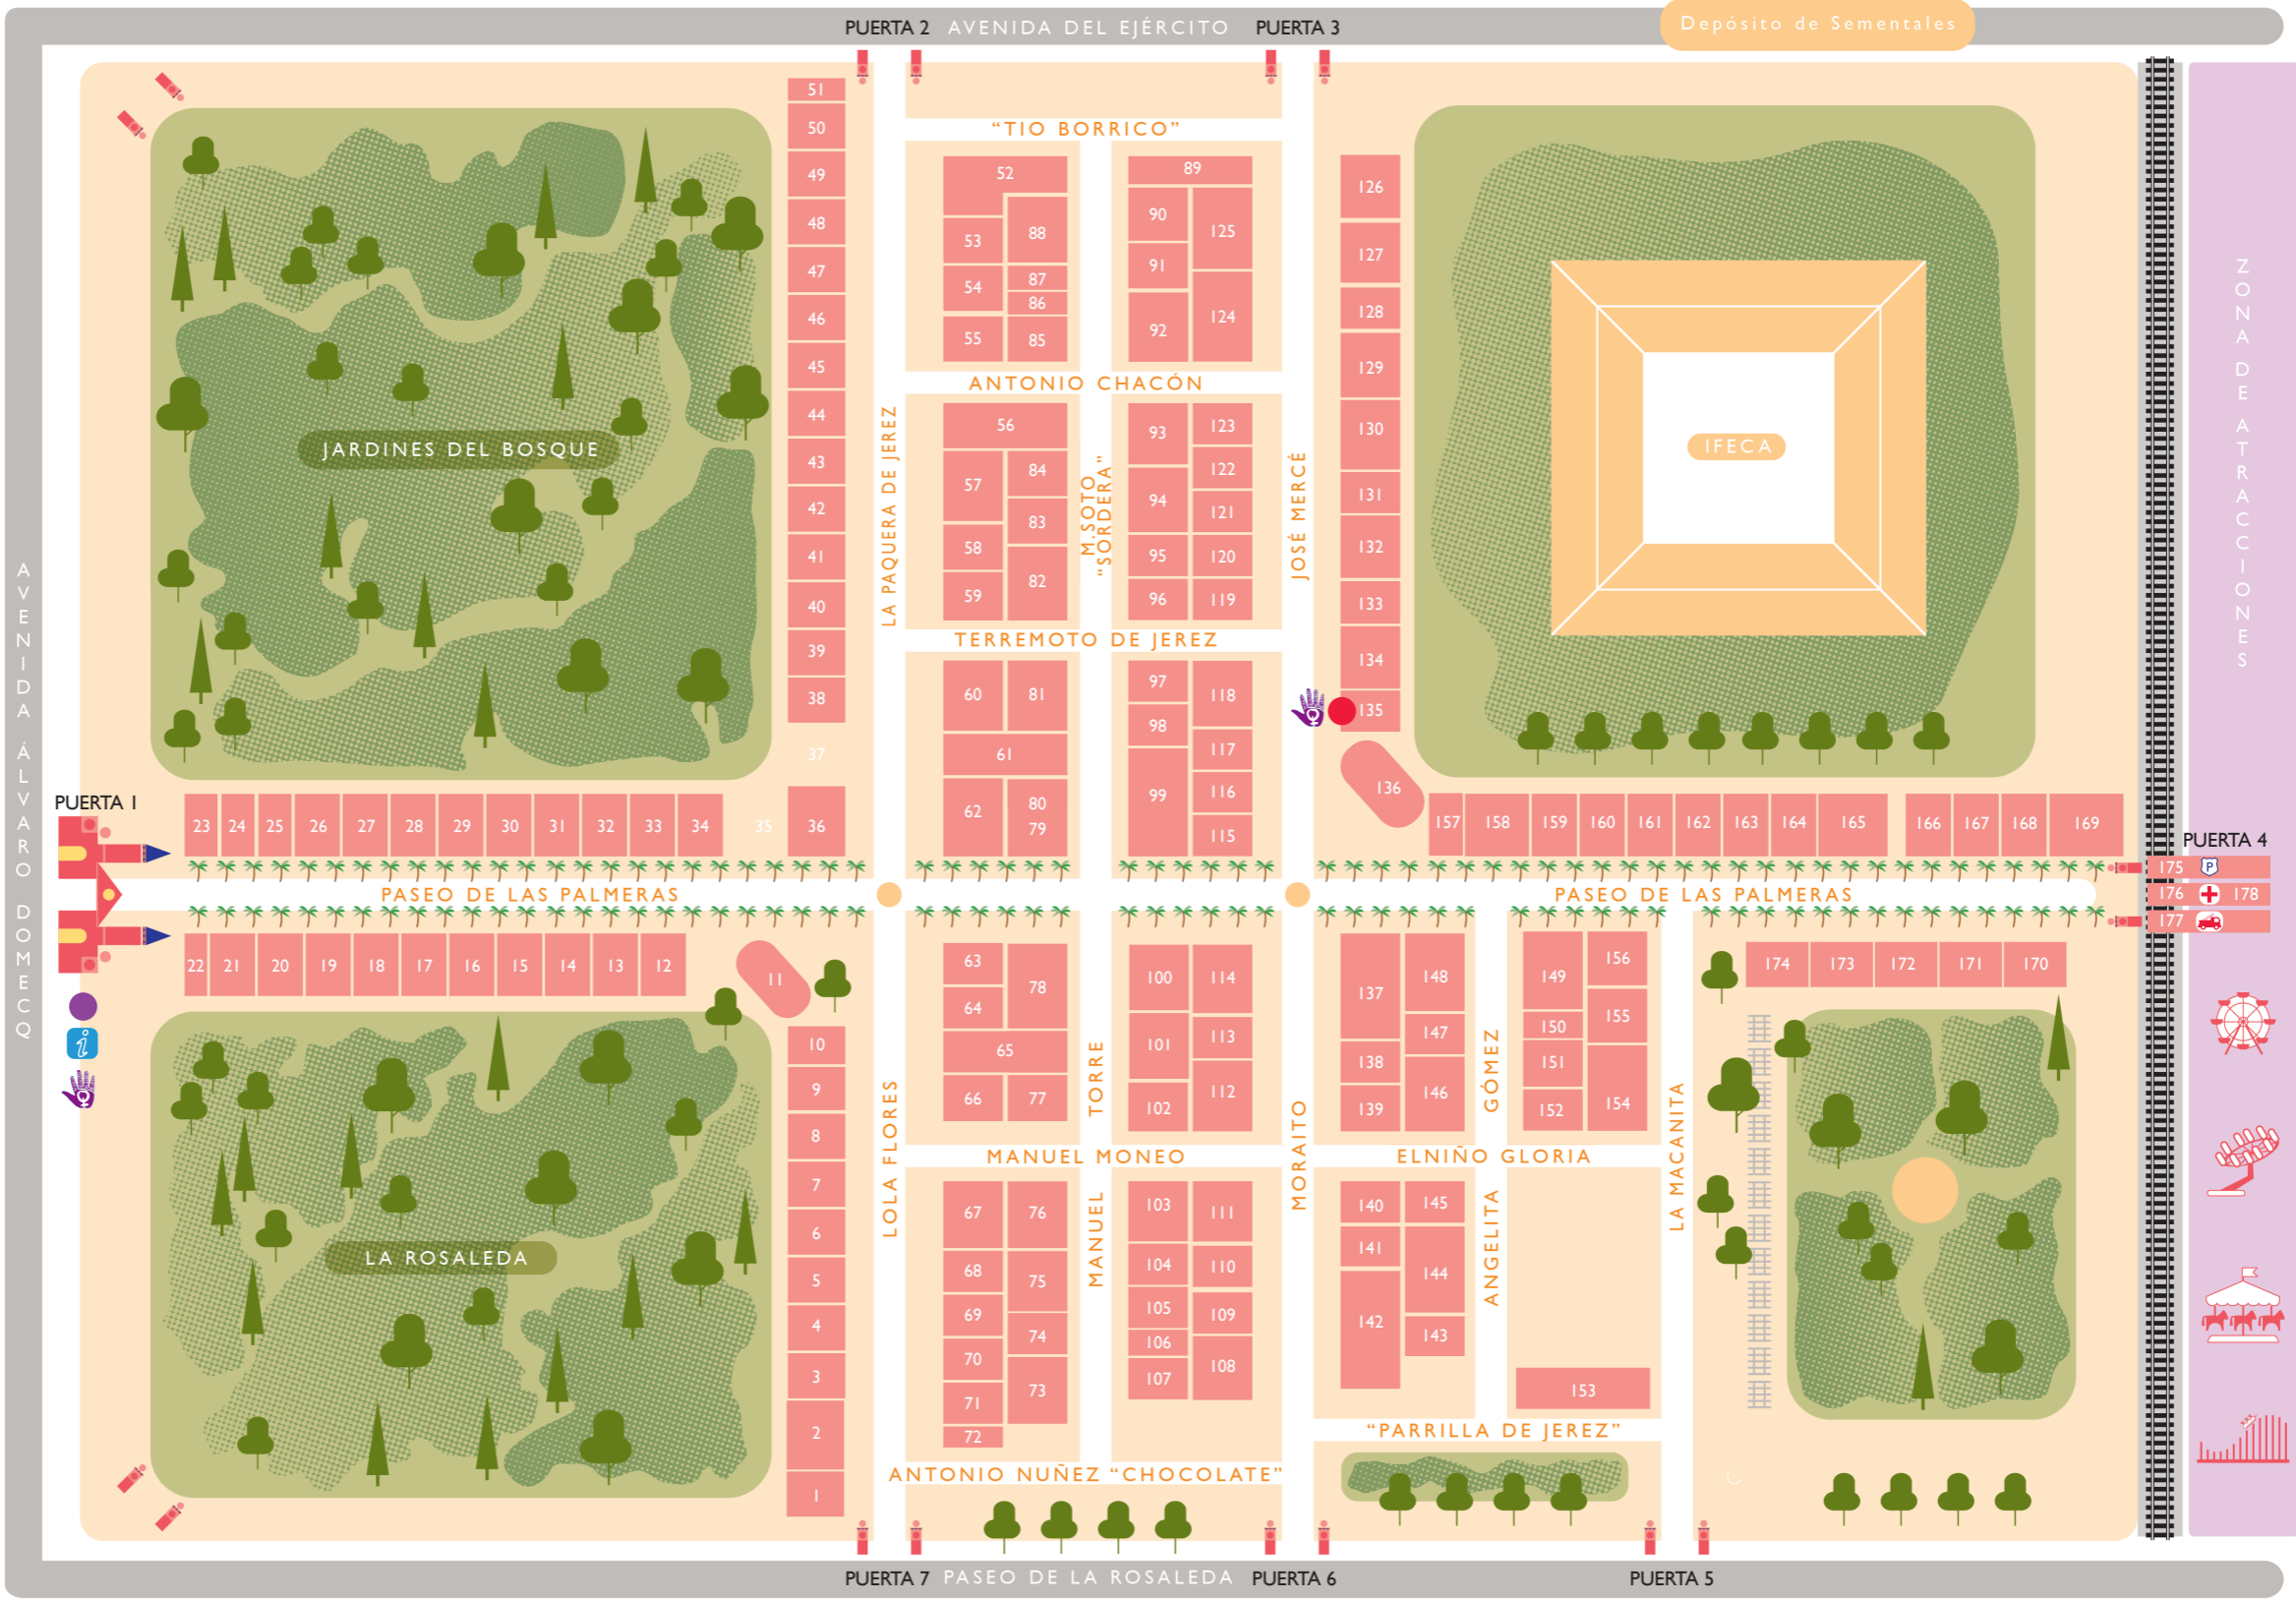 PUERTA 2 AVENIDA DEL EJÉRCITO PUERTA 3
Depósito de Sementales
"TIO BORRICO"
51
50
49
48
47
46
45
44
43
42
41
40
39
38
37
52
53 88
54 87
86
55 85
89
90 125
91
92 124
126
127
128
129
130
131
132
133
134
135
136
ANTONIO CHACÓN
JARDINES DEL BOSQUE
IFECA
ZONA DE ATRACCIONES
LA PAQUERA DE JEREZ
M.SOTO
"SORDERA"
JOSÉ MERCÉ
AVENIDA ÁLVARO DOMECQ
56
57 84
83
58
59 82
93 123
94 122
121
95 120
96 119
TERREMOTO DE JEREZ
60 81
61
62 80
79
97 118
98
117
99 116
115
PUERTA 1
23 24 25 26 27 28 29 30 31 32 33 34 35 36
157 158 159 160 161 162 163 164 165 166 167 168 169
PUERTA 4
175 P
176 178
177
PASEO DE LAS PALMERAS
PASEO DE LAS PALMERAS
22 21 20 19 18 17 16 15 14 13 12 11
i
10
9
8
7
6
5
4
3
2
1
63 78
64
65
66 77
100 114
101 113
112
102
137 148
147
138
139 146
149 156
150 155
151
152 154
174 173 172 171 170
LA ROSALEDA
LOLA FLORES
MANUEL TORRE
MORAITO
ANGELITA GÓMEZ
LA MACANITA
MANUEL MONEO
ELNIÑO GLORIA
67 76
68 75
69
74
70
71 73
72
103 111
104 110
105 109
106
107 108
140 145
141
144
142 143
153
"PARRILLA DE JEREZ"
ANTONIO NUÑEZ "CHOCOLATE"
PUERTA 7 PASEO DE LA ROSALEDA PUERTA 6
PUERTA 5